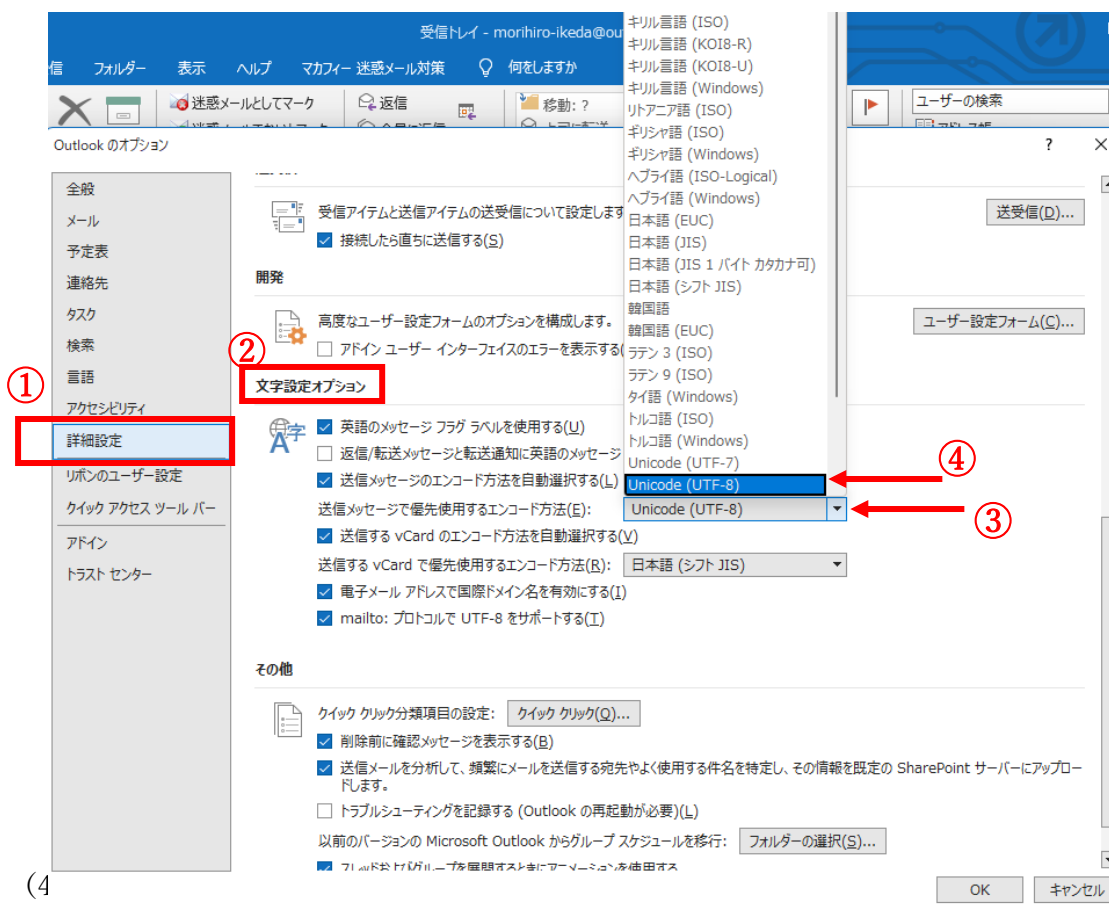 受信トレイ - morihiro-ikeda@ou
信 フォルダー 表示 ヘルプ マカフィー 迷惑メール対策 何をしますか
迷惑メールとしてマーク 返信 移動: ? ユーザーの検索
Outlook のオプション ? ×
全般
メール
予定表
連絡先
タスク
検索
言語
アクセシビリティ
①
詳細設定
リボンのユーザー設定
クイック アクセス ツール バー
アドイン
トラスト センター
受信アイテムと送信アイテムの送受信について設定します 送受信(D)...
接続したら直ちに送信する(S)
開発
高度なユーザー設定フォームのオプションを構成します。 ユーザー設定フォーム(C)...
アドイン ユーザー インターフェイスのエラーを表示する(
②
文字設定オプション
英語のメッセージ フラグ ラベルを使用する(U)
返信/転送メッセージと転送通知に英語のメッセージ
送信メッセージのエンコード方法を自動選択する(L)
送信メッセージで優先使用するエンコード方法(E): Unicode (UTF-8)
③
送信する vCard のエンコード方法を自動選択する(V)
送信する vCard で優先使用するエンコード方法(R): 日本語 (シフト JIS)
電子メール アドレスで国際ドメイン名を有効にする(I)
mailto: プロトコルで UTF-8 をサポートする(T)
キリル言語 (ISO)
キリル言語 (KOI8-R)
キリル言語 (KOI8-U)
キリル言語 (Windows)
リトアニア語 (ISO)
ギリシャ語 (ISO)
ギリシャ語 (Windows)
ヘブライ語 (ISO-Logical)
ヘブライ語 (Windows)
日本語 (EUC)
日本語 (JIS)
日本語 (JIS 1 バイト カタカナ可)
日本語 (シフト JIS)
韓国語
韓国語 (EUC)
ラテン 3 (ISO)
ラテン 9 (ISO)
タイ語 (Windows)
トルコ語 (ISO)
トルコ語 (Windows)
Unicode (UTF-7)
Unicode (UTF-8)
④
その他
クイック クリック分類項目の設定: クイック クリック(Q)...
削除前に確認メッセージを表示する(B)
送信メールを分析して、頻繁にメールを送信する宛先やよく使用する件名を特定し、その情報を既定の SharePoint サーバーにアップロー
ドします。
トラブルシューティングを記録する (Outlook の再起動が必要)(L)
以前のバージョンの Microsoft Outlook からグループ スケジュールを移行: フォルダーの選択(S)...
スレッドおよびグループを展開するときにアニメーションを使用する
(4 OK キャンセル